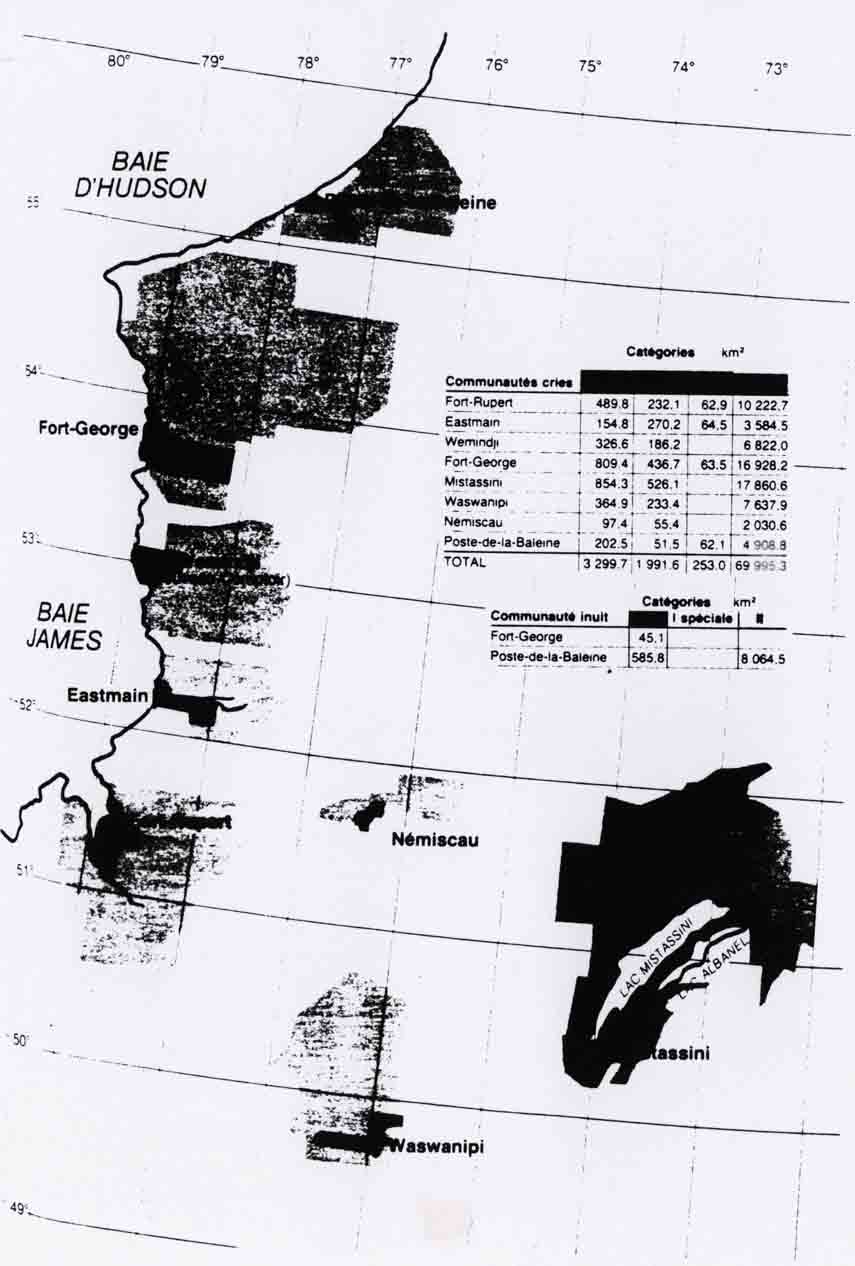 80° 79° 78° 77° 76° 75° 74° 73°
BAIE
D'HUDSON
55
eine
54°
Catégories km²
Communautés cries
Fort-Rupert 489.8 232.1 62.9 10 222.7
Eastmain 154.8 270.2 64.5 3 584.5
Wemindji 326.6 186.2 6 822.0
Fort-George 809.4 436.7 63.5 16 928.2
Mistassini 854.3 526.1 17 860.6
Waswanipi 364.9 233.4 7 637.9
Némiscau 97.4 55.4 2 030.6
Poste-de-la-Baleine 202.5 51.5 62.1 4 908.8
TOTAL 3 299.7 1 991.6 253.0 69 995.3
Fort-George
53°
BAIE
JAMES
Catégories km²
Communauté inuit I spéciale II
Fort-George 45.1
Poste-de-la-Baleine 585.8 8 064.5
Eastmain
52°
Némiscau
51°
LAC MISTASSINI
LAC ALBANEL
50°
tassini
Waswanipi
49°